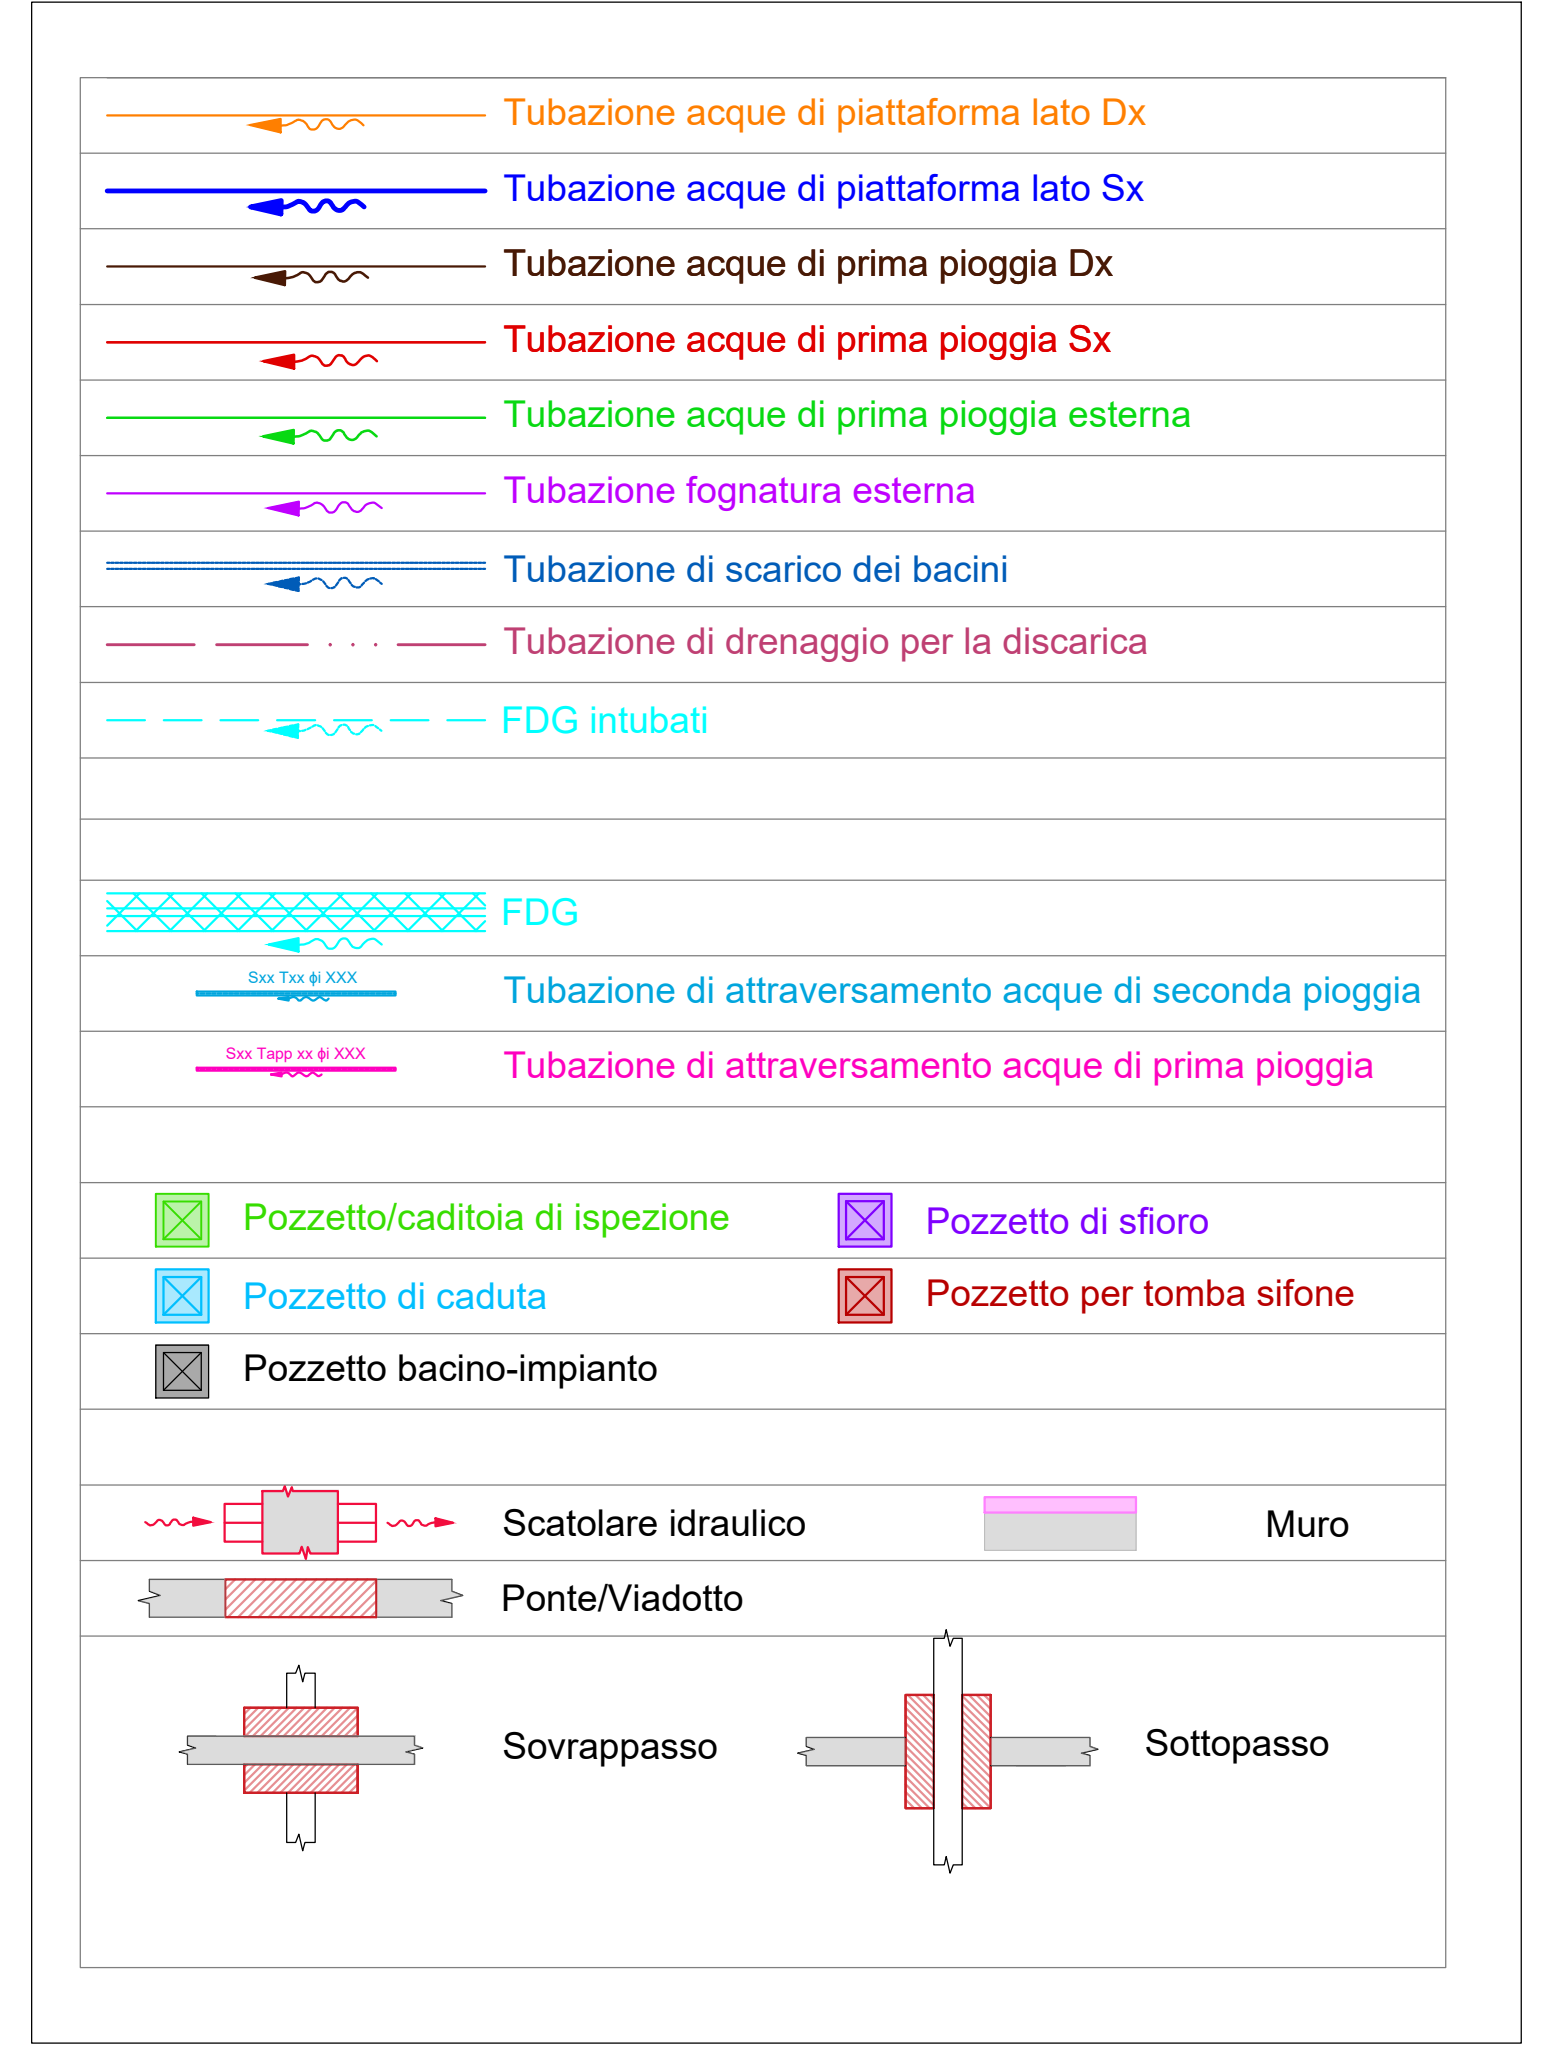 Tubazione acque di piattaforma lato Dx
Tubazione acque di piattaforma lato Sx
Tubazione acque di prima pioggia Dx
Tubazione acque di prima pioggia Sx
Tubazione acque di prima pioggia esterna
Tubazione fognatura esterna
Tubazione di scarico dei bacini
Tubazione di drenaggio per la discarica
FDG intubati
FDG
Sxx Txx ϕi XXX
Tubazione di attraversamento acque di seconda pioggia
Sxx Tapp xx ϕi XXX
Tubazione di attraversamento acque di prima pioggia
Pozzetto/caditoia di ispezione
Pozzetto di sfioro
Pozzetto di caduta
Pozzetto per tomba sifone
Pozzetto bacino-impianto
Scatolare idraulico
Muro
Ponte/Viadotto
Sovrappasso
Sottopasso